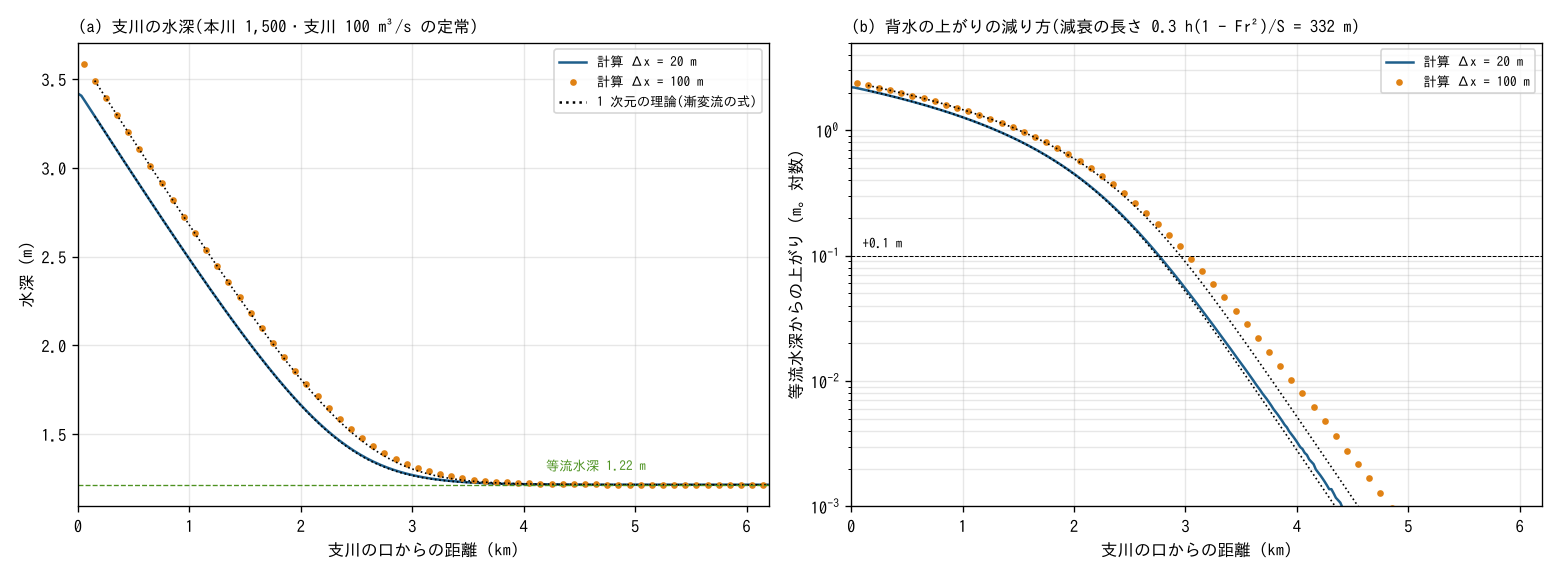 (a) 支川の水深(本川 1,500・支川 100 m³/s の定常)
計算 Δx = 20 m
計算 Δx = 100 m
1 次元の理論(漸変流の式)
等流水深 1.22 m
水深 (m)
3.5
3.0
2.5
2.0
1.5
0 1 2 3 4 5 6
支川の口からの距離 (km)
(b) 背水の上がりの減り方(減衰の長さ 0.3 h(1 − Fr²)/S = 332 m)
計算 Δx = 20 m
計算 Δx = 100 m
+0.1 m
等流水深からの上がり (m。対数)
10⁰
10⁻¹
10⁻²
10⁻³
0 1 2 3 4 5 6
支川の口からの距離 (km)